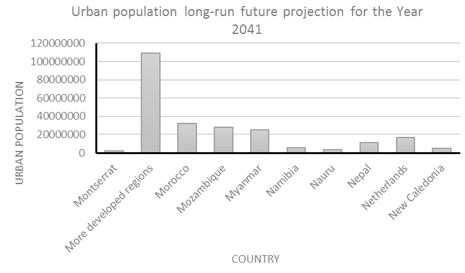 Urban population long-run future projection for the Year
2041
120000000
100000000
80000000
60000000
40000000
20000000
0
URBAN POPULATION
Montserrat
More developed regions
Morocco
Mozambique
Myanmar
Namibia
Nauru
Nepal
Netherlands
New Caledonia
COUNTRY